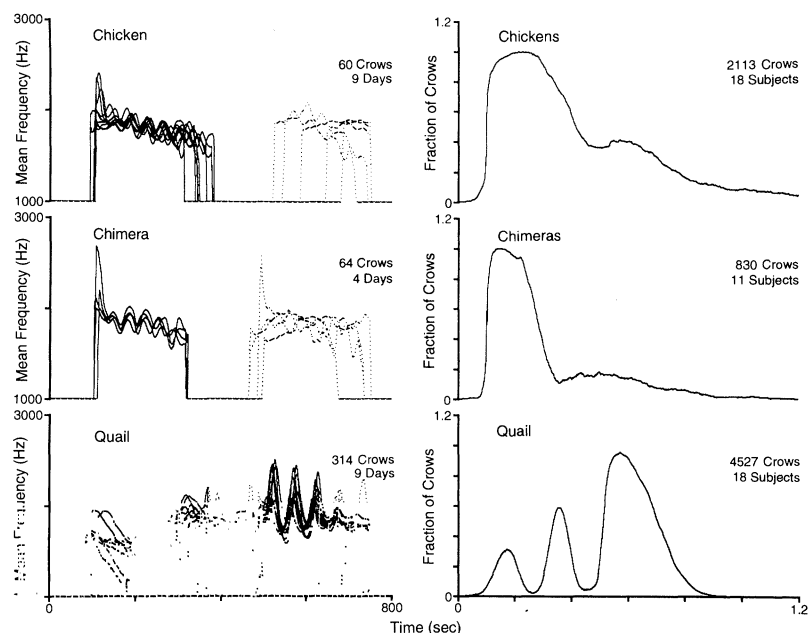 3000
Chicken
60 Crows
9 Days
Mean Frequency (Hz)
1000
1.2
Chickens
2113 Crows
18 Subjects
Fraction of Crows
0
3000
Chimera
64 Crows
4 Days
Mean Frequency (Hz)
1000
1.2
Chimeras
830 Crows
11 Subjects
Fraction of Crows
0
3000
Quail
314 Crows
9 Days
Mean Frequency (Hz)
0
800
1.2
Quail
4527 Crows
18 Subjects
Fraction of Crows
0
0
1.2
Time (sec)